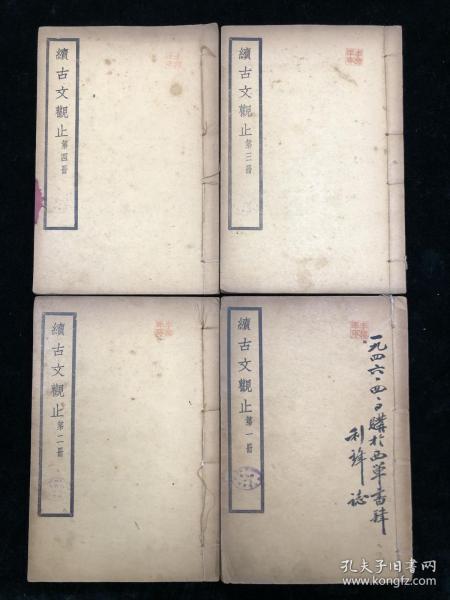 續古文觀止 第四冊
續古文觀止 第三冊
續古文觀止 第二冊
續古文觀止 第一冊
一九四六·四·
購於西單書肆
利鋒誌
孔夫子旧书网
www.kongfz.com